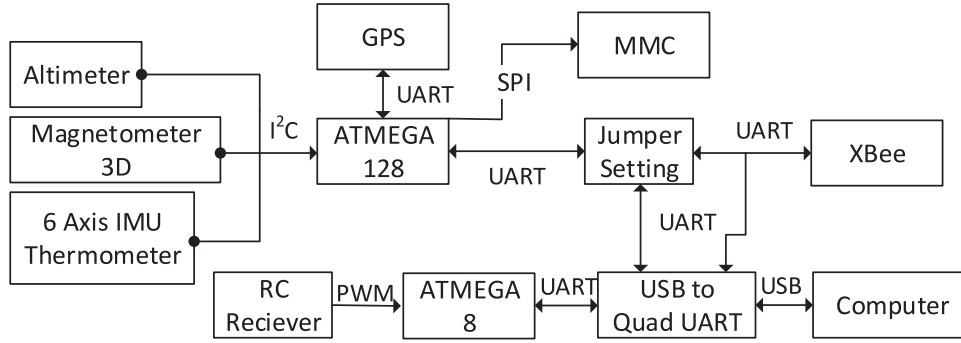 GPS
MMC
Altimeter
UART
SPI
Magnetometer
3D
I²C
ATMEGA
128
UART
Jumper
Setting
UART
XBee
6 Axis IMU
Thermometer
UART
RC
Reciever
PWM
ATMEGA
8
UART
USB to
Quad UART
USB
Computer